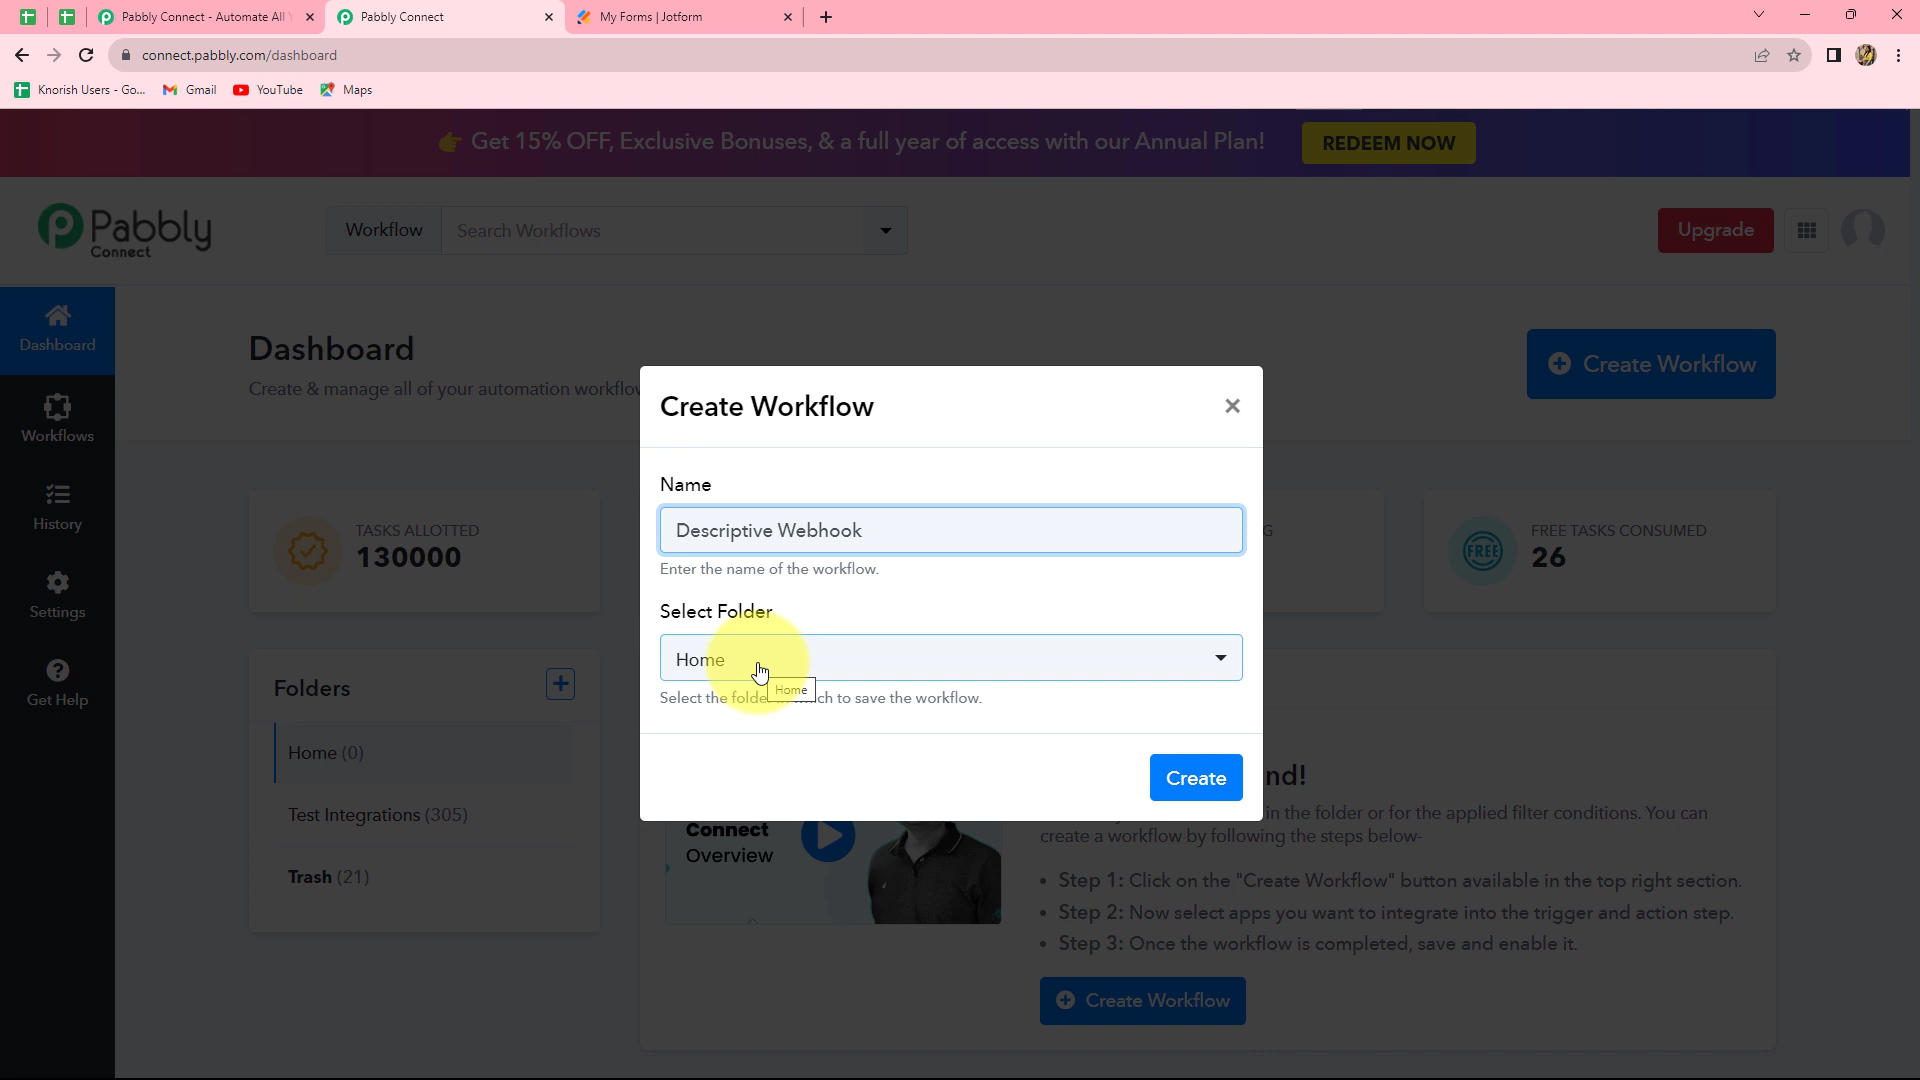 Pabbly Connect - Automate All
Pabbly Connect
My Forms | Jotform
connect.pabbly.com/dashboard
Knorish Users - Go...
Gmail
YouTube
Maps
Get 15% OFF, Exclusive Bonuses, & a full year of access with our Annual Plan!
REDEEM NOW
Pabbly
Connect
Workflow
Search Workflows
Upgrade
Dashboard
Workflows
History
Settings
Get Help
Dashboard
Create & manage all of your automation
Create Workflow
TASKS ALLOTTED
130000
FREE
FREE TASKS CONSUMED
26
Folders
Home (0)
Test Integrations (305)
Trash (21)
Create Workflow
Name
Descriptive Webhook
Enter the name of the workflow.
Select Folder
Home
Home
Select the to save the workflow.
Create
Connect
Overview
in the folder or for the applied filter conditions. You can
create a workflow by following the steps below-
Step 1: Click on the "Create Workflow" button available in the top right section.
Step 2: Now select apps you want to integrate into the trigger and action step.
Step 3: Once the workflow is completed, save and enable it.
Create Workflow